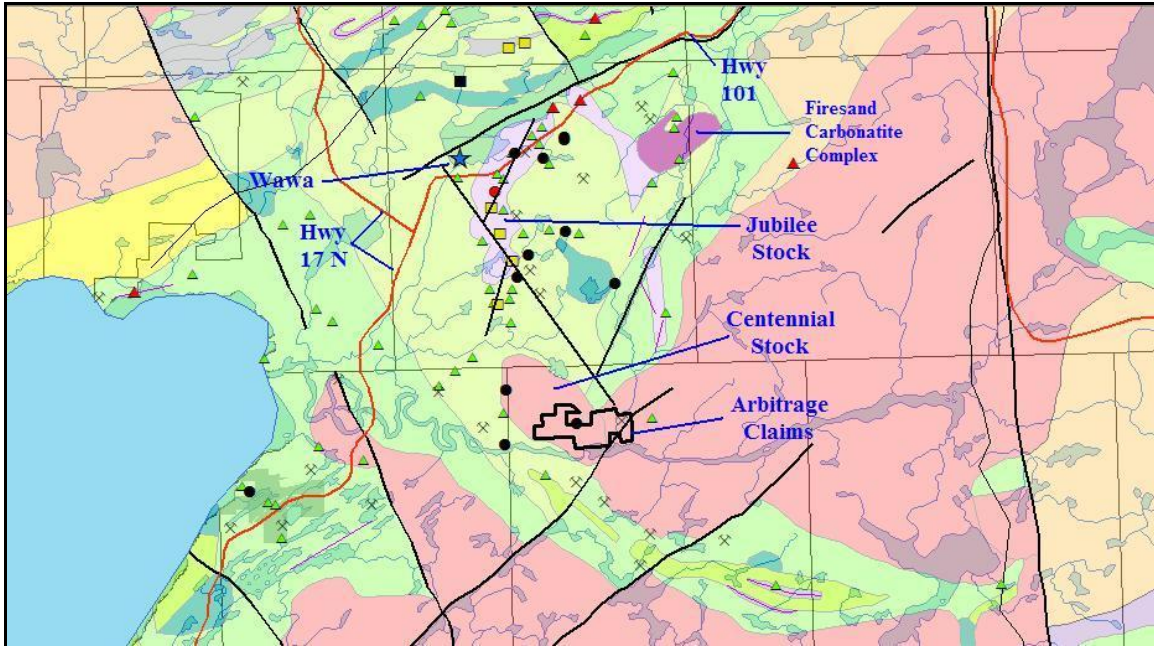 Hwy
101
Firesand
Carbonatite
Complex
Wawa
Hwy
17 N
Jubilee
Stock
Centennial
Stock
Arbitrage
Claims